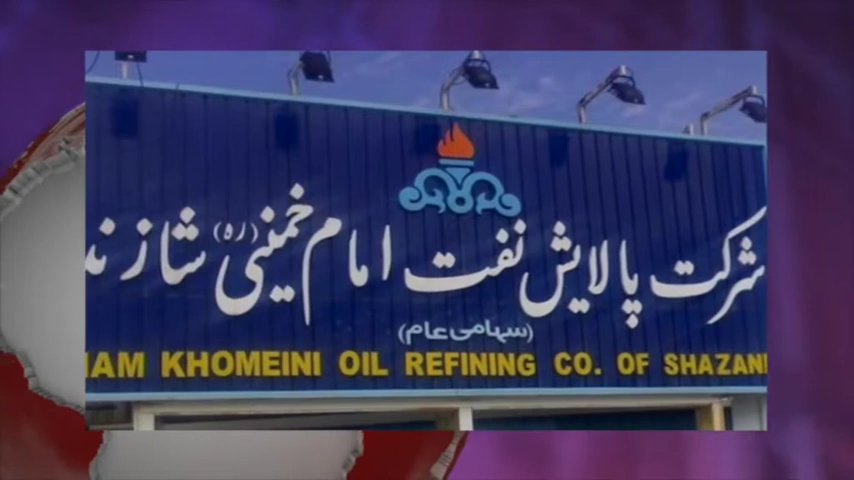 شرکت پالایش نفت امام خمینی (ره) شازند
(سهامی عام)
IAM KHOMEINI OIL REFINING CO. OF SHAZAN